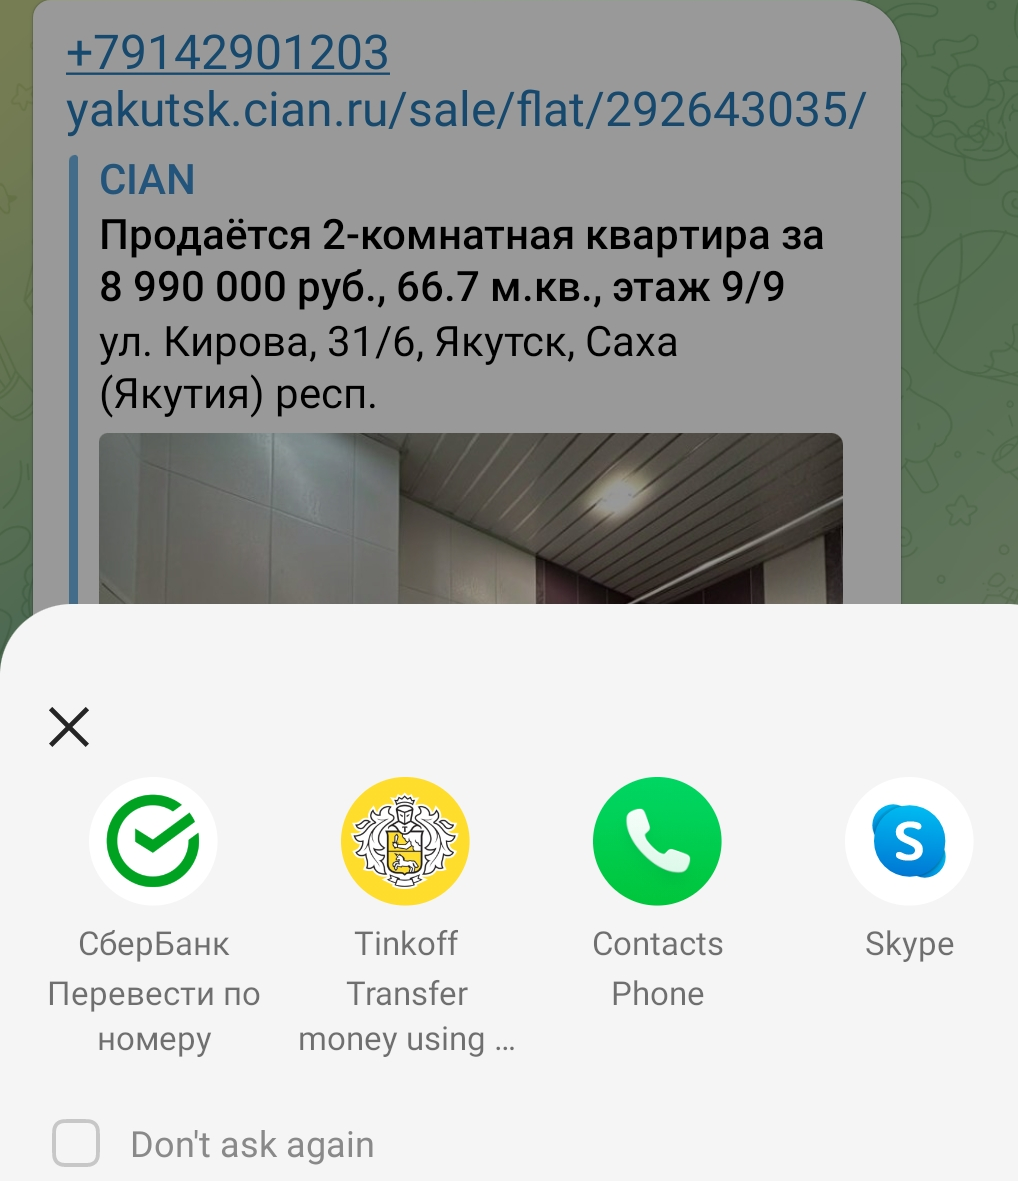 +79142901203
yakutsk.cian.ru/sale/flat/292643035/
CIAN
Продаётся 2-комнатная квартира за
8 990 000 руб., 66.7 м.кв., этаж 9/9
ул. Кирова, 31/6, Якутск, Саха
(Якутия) респ.
СберБанк
Перевести по
номеру
Tinkoff
Transfer
money using ...
Contacts
Phone
S
Skype
Don't ask again